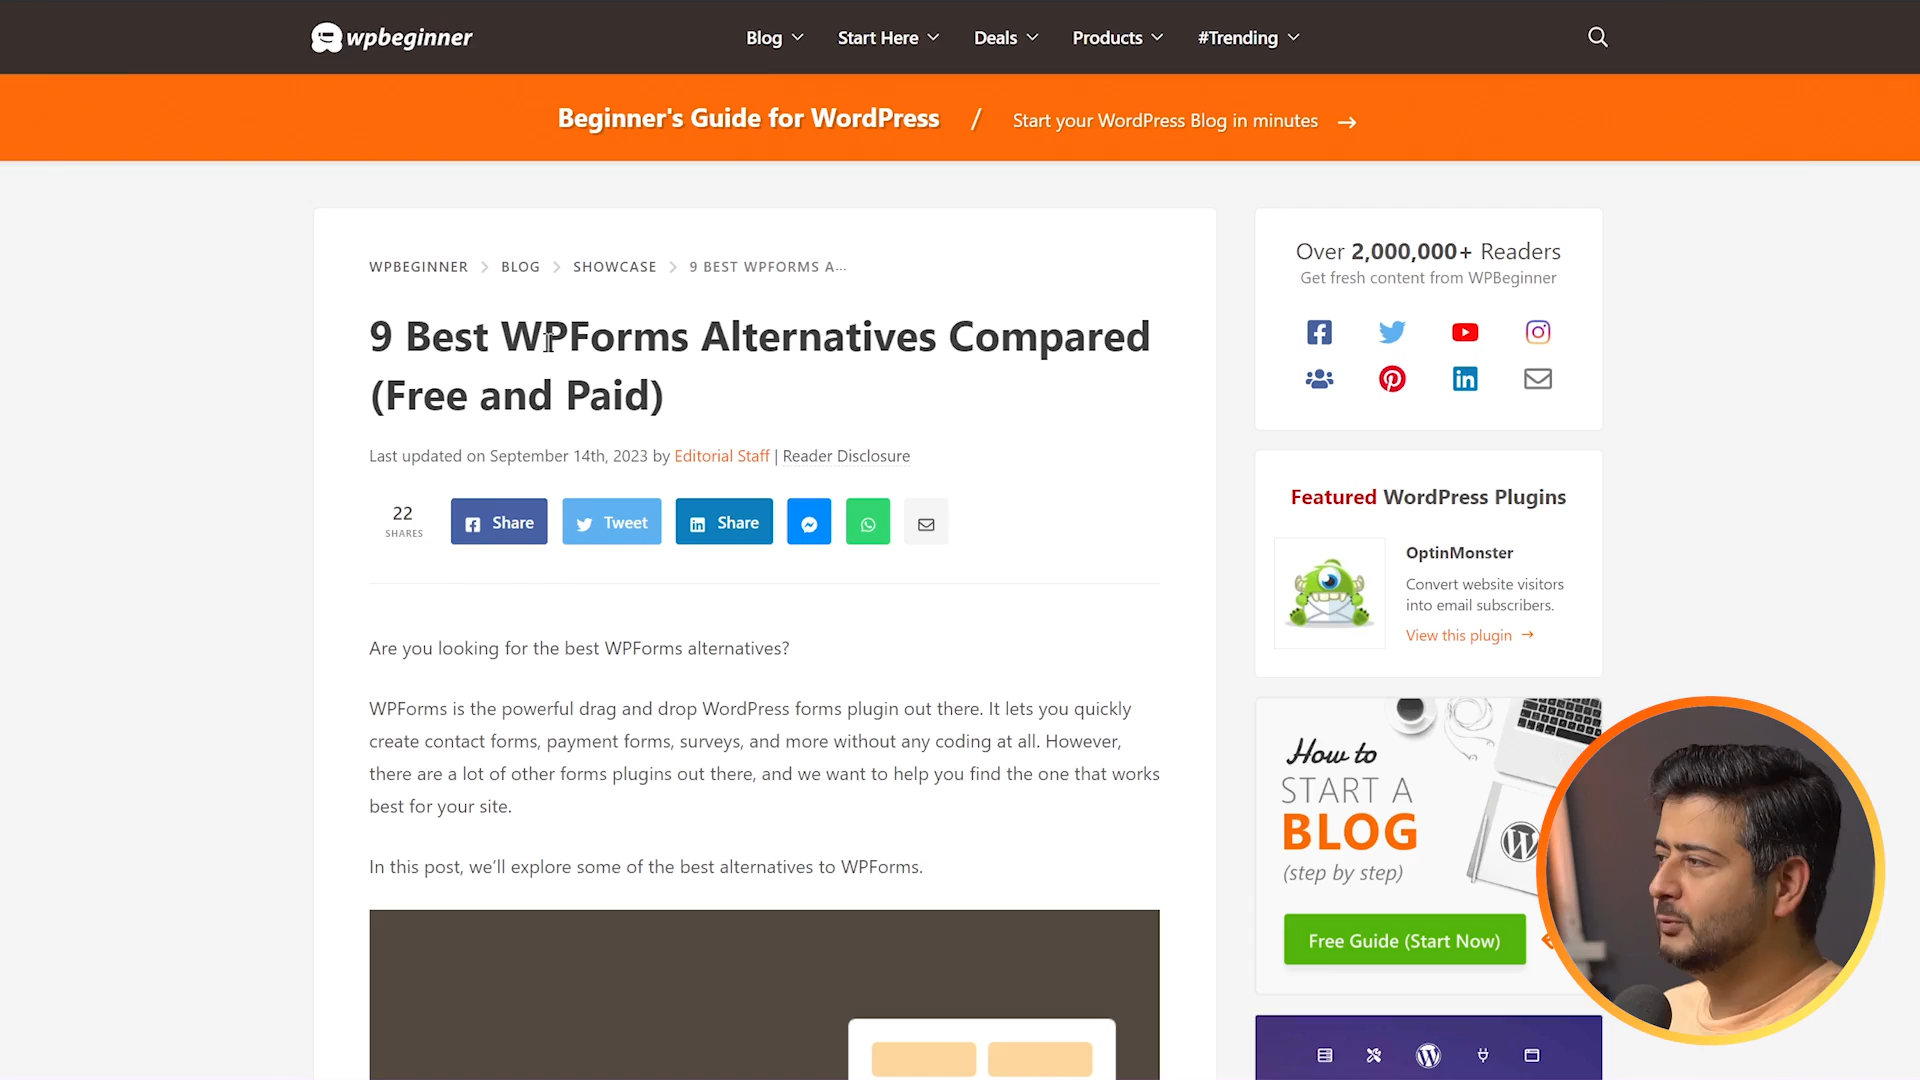 wpbeginner
Blog
Start Here
Deals
Products
#Trending
Beginner's Guide for WordPress / Start your WordPress Blog in minutes →
WPBEGINNER > BLOG > SHOWCASE > 9 BEST WPFORMS A...
9 Best WPForms Alternatives Compared
(Free and Paid)
Last updated on September 14th, 2023 by Editorial Staff | Reader Disclosure
22
SHARES
Share
Tweet
Share
Are you looking for the best WPForms alternatives?
WPForms is the powerful drag and drop WordPress forms plugin out there. It lets you quickly
create contact forms, payment forms, surveys, and more without any coding at all. However,
there are a lot of other forms plugins out there, and we want to help you find the one that works
best for your site.
In this post, we’ll explore some of the best alternatives to WPForms.
Over 2,000,000+ Readers
Get fresh content from WPBeginner
Featured WordPress Plugins
OptinMonster
Convert website visitors
into email subscribers.
View this plugin →
How to
START A
BLOG
(step by step)
Free Guide (Start Now)